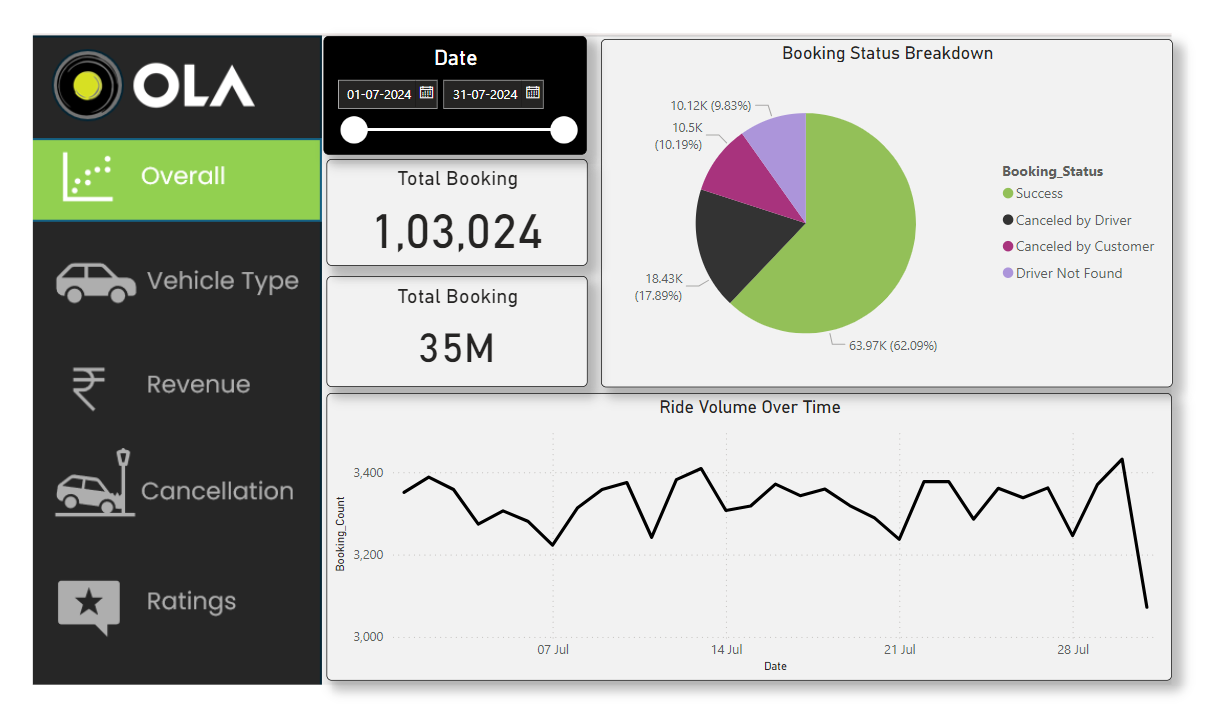 OLA
Overall
Vehicle Type
Revenue
Cancellation
Ratings
Date
01-07-2024
31-07-2024
Total Booking
1,03,024
Total Booking
35M
Booking Status Breakdown
10.12K (9.83%)
10.5K
(10.19%)
18.43K
(17.89%)
63.97K (62.09%)
Booking_Status
Success
Canceled by Driver
Canceled by Customer
Driver Not Found
Ride Volume Over Time
Booking_Count
3,400
3,200
3,000
07 Jul
14 Jul
21 Jul
28 Jul
Date